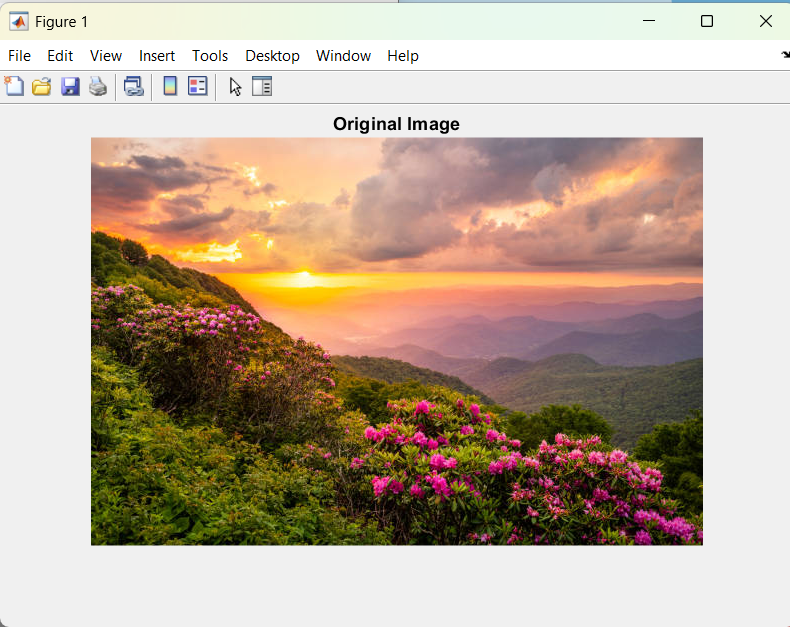 Figure 1
File Edit View Insert Tools Desktop Window Help
Original Image